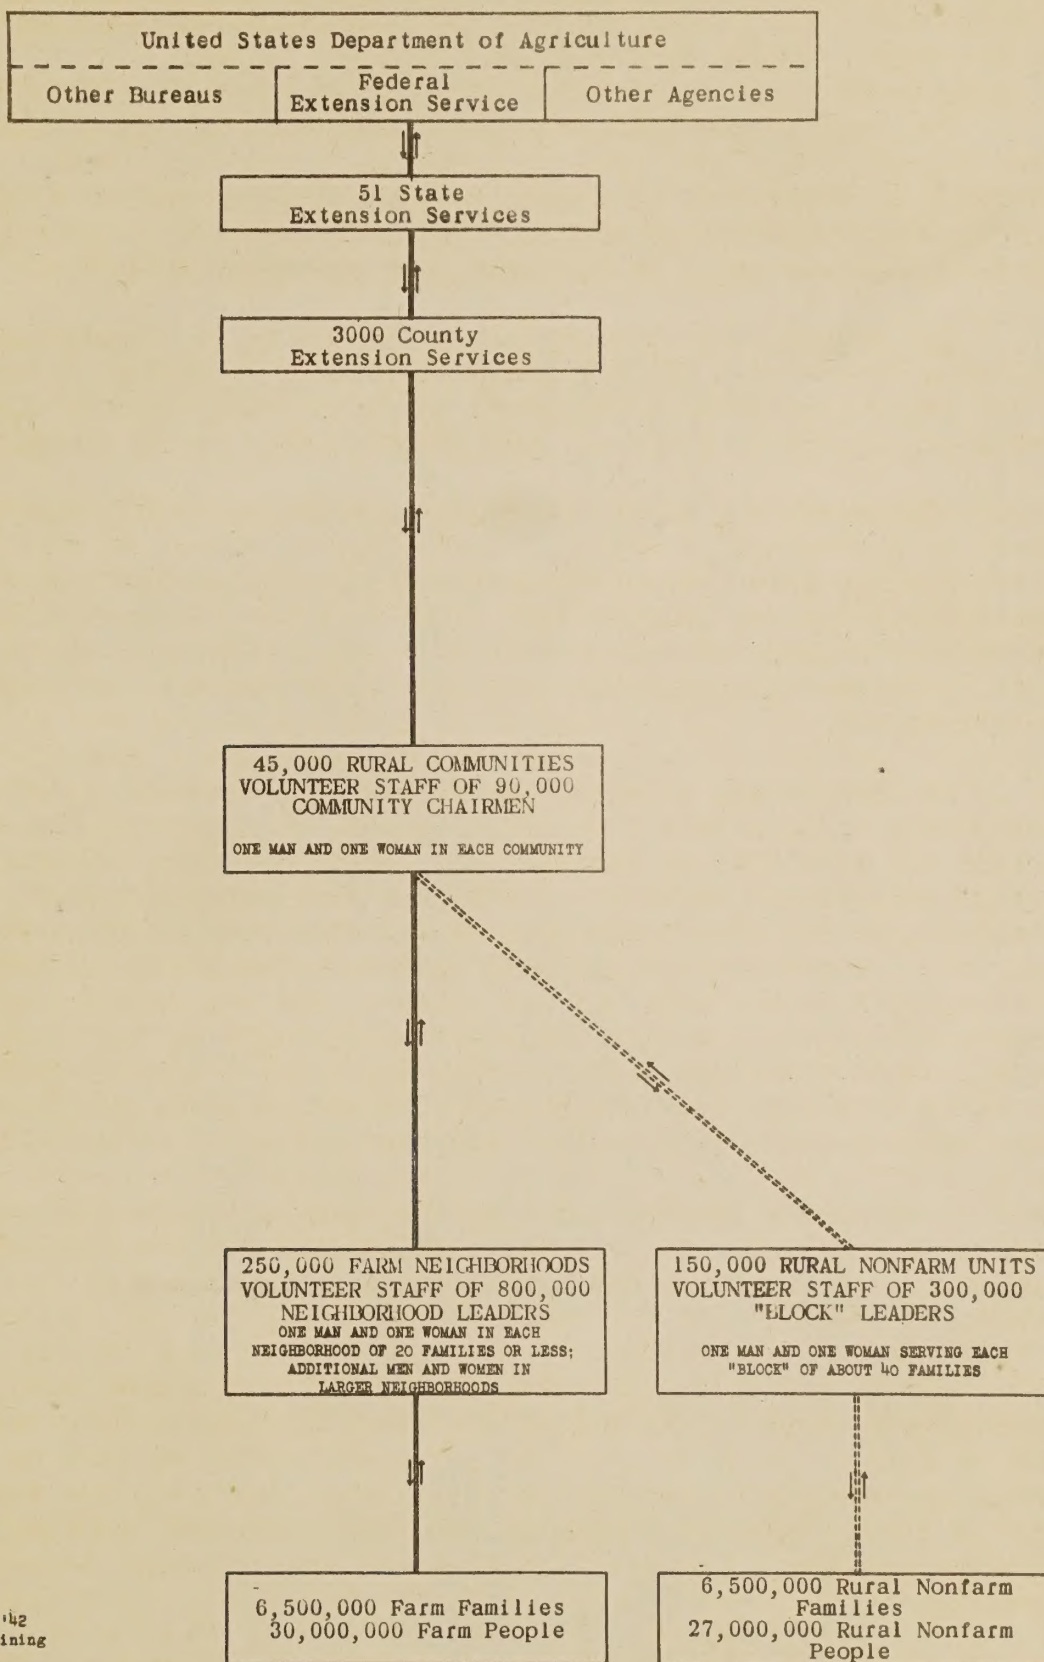 United States Department of Agriculture
Other Bureaus
Federal
Extension Service
Other Agencies
51 State
Extension Services
3000 County
Extension Services
45,000 RURAL COMMUNITIES
VOLUNTEER STAFF OF 90,000
COMMUNITY CHAIRMEN
ONE MAN AND ONE WOMAN IN EACH COMMUNITY
250,000 FARM NEIGHBORHOODS
VOLUNTEER STAFF OF 800,000
NEIGHBORHOOD LEADERS
ONE MAN AND ONE WOMAN IN EACH
NEIGHBORHOOD OF 20 FAMILIES OR LESS;
ADDITIONAL MEN AND WOMEN IN
LARGER NEIGHBORHOODS
150,000 RURAL NONFARM UNITS
VOLUNTEER STAFF OF 300,000
"BLOCK" LEADERS
ONE MAN AND ONE WOMAN SERVING EACH
"BLOCK" OF ABOUT 40 FAMILIES
6,500,000 Farm Families
30,000,000 Farm People
6,500,000 Rural Nonfarm
Families
27,000,000 Rural Nonfarm
People
'42
ining